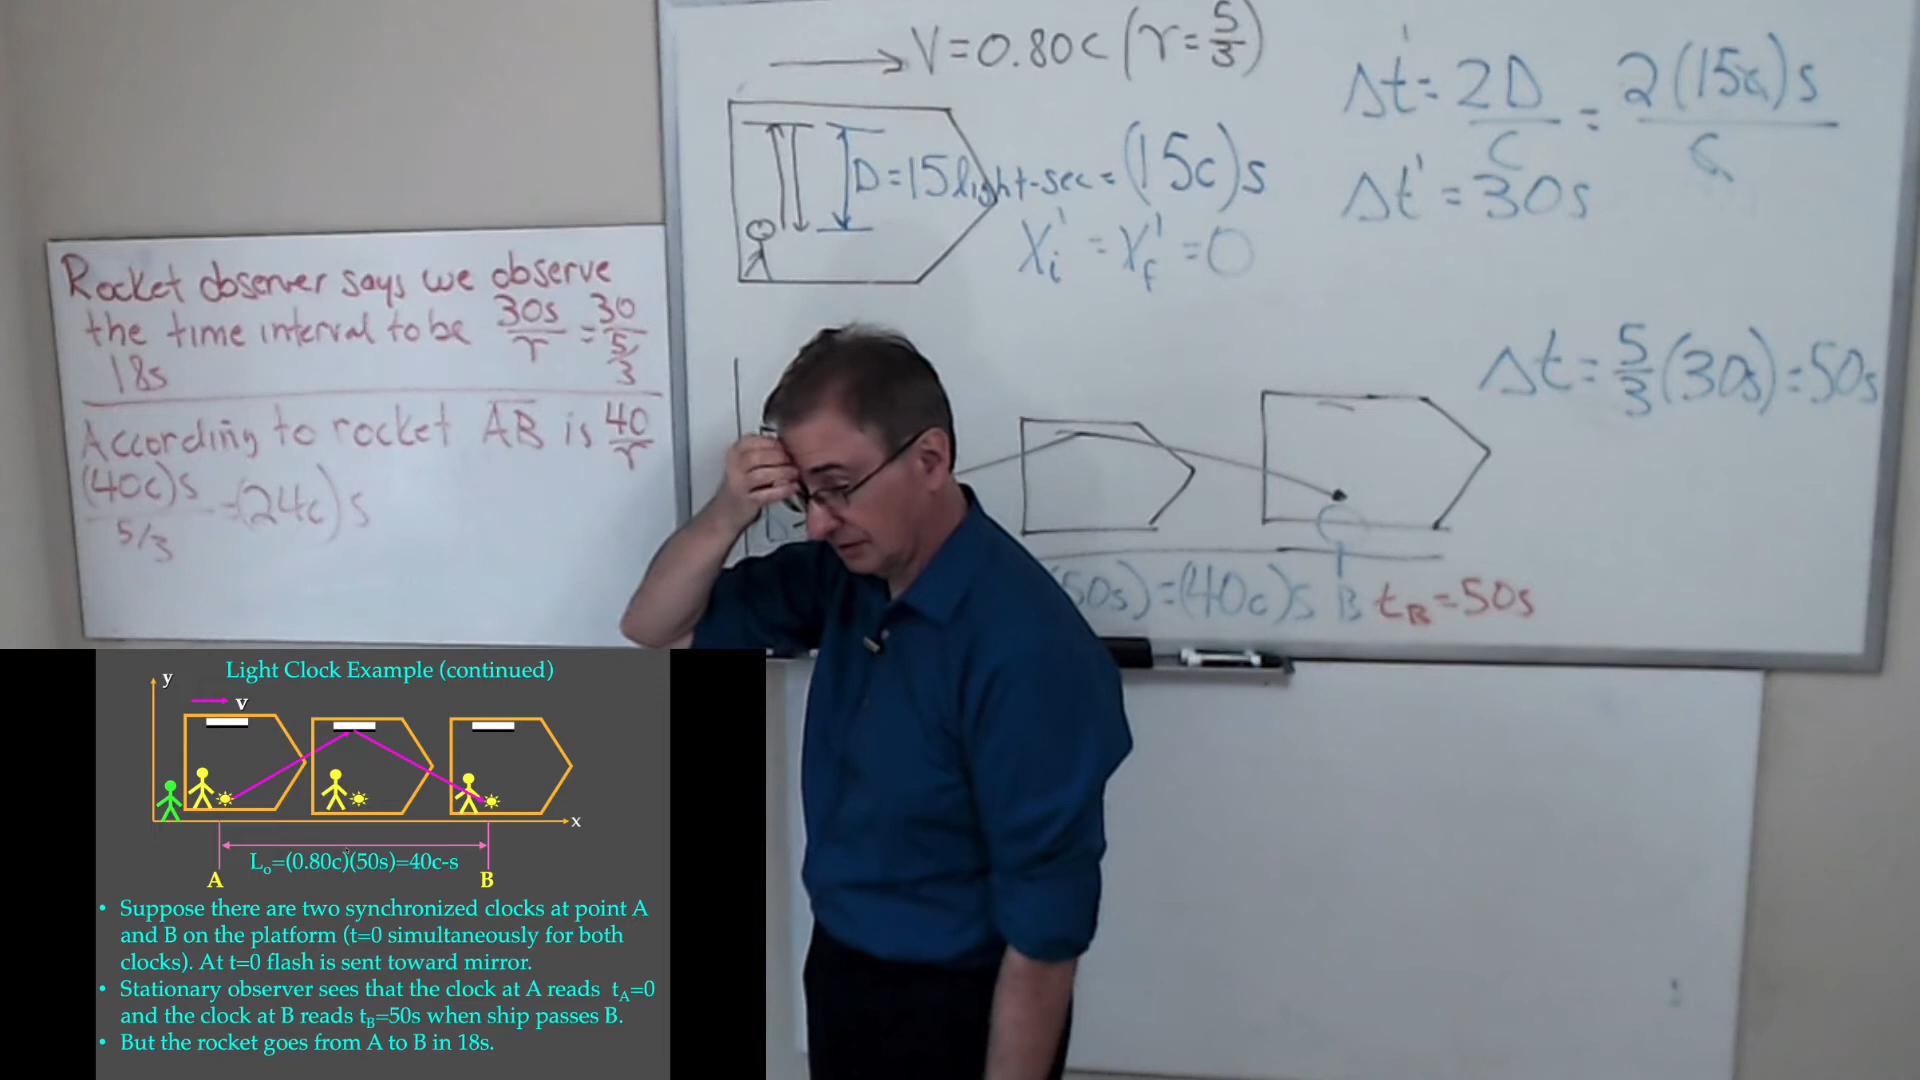 V=0.80c (γ=5/3)
D=15light-sec=(15c)s
X'i = X'f =0
Δt'=2D/c=2(15c)s/c
Δt'=30s
Δt=5/3(30s)=50s
50s)=(40c)s B tB=50s
Rocket observer says we observe
the time interval to be 30s/γ=30/5/3
18s
According to rocket AB is 40/γ
(40c)s/5/3=(24c)s
Light Clock Example (continued)
y
v
x
Lo=(0.80c)(50s)=40c-s
A B
• Suppose there are two synchronized clocks at point A
and B on the platform (t=0 simultaneously for both
clocks). At t=0 flash is sent toward mirror.
• Stationary observer sees that the clock at A reads tA=0
and the clock at B reads tB=50s when ship passes B.
• But the rocket goes from A to B in 18s.